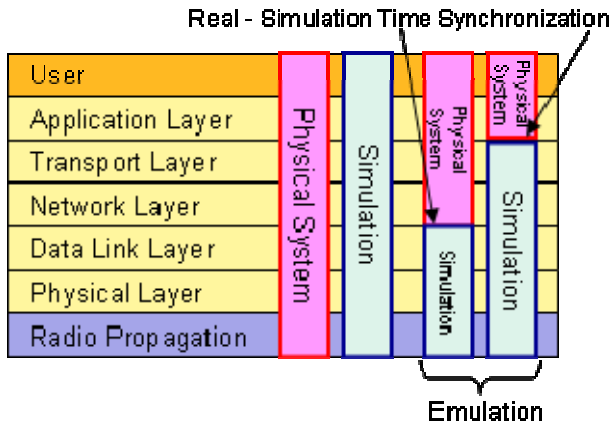 Real - Simulation Time Synchronization
User
Application Layer
Transport Layer
Network Layer
Data Link Layer
Physical Layer
Radio Propagation
Physical System
Simulation
Physical
System
Simulation
Physical
System
Simulation
Emulation